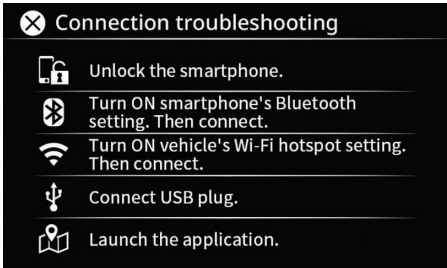 Connection troubleshooting
Unlock the smartphone.
Turn ON smartphone's Bluetooth
setting. Then connect.
Turn ON vehicle's Wi-Fi hotspot setting.
Then connect.
Connect USB plug.
Launch the application.